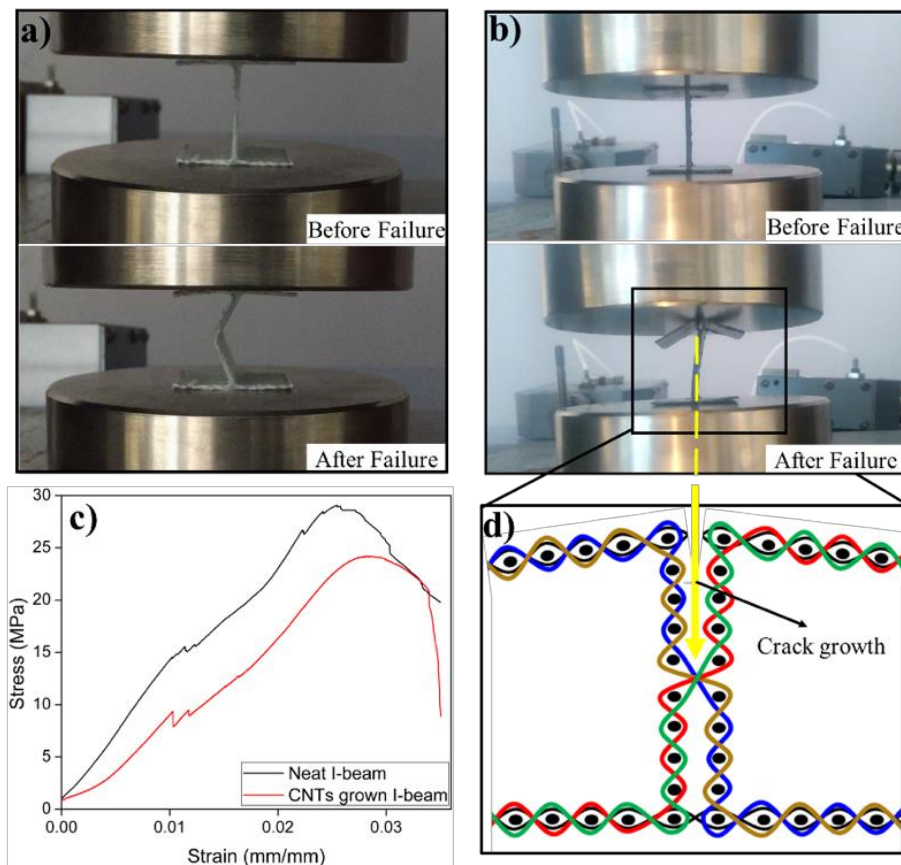 a)
Before Failure
After Failure
b)
Before Failure
After Failure
c)
30
25
20
15
10
5
0
Stress (MPa)
Neat I-beam
CNTs grown I-beam
0.00
0.01
0.02
0.03
Strain (mm/mm)
d)
Crack growth